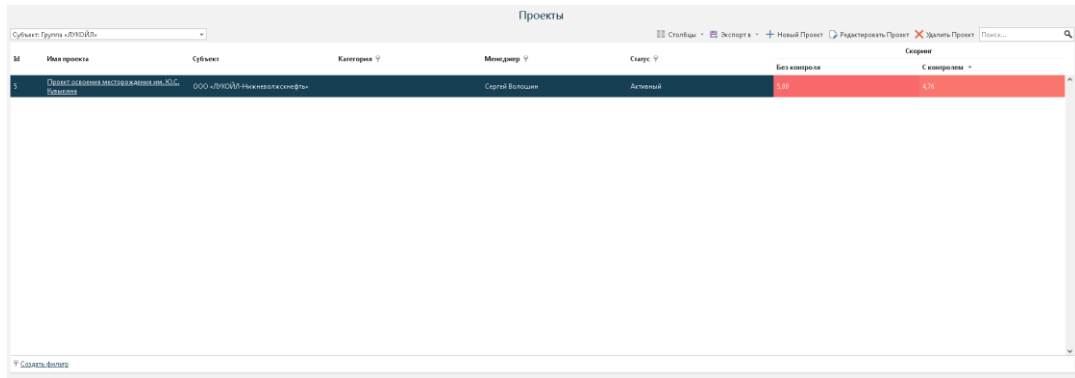 Проекты
Субъект: Группа «ЛУКОЙЛ»
Столбцы Экспорт в Новый Проект Редактировать Проект Удалить Проект Поиск...
Id Имя проекта Субъект Категория Менеджер Статус Скоринг
Без контроля С контролем
5 Проект освоения месторождения им. Ю.С. Кувыкина ООО «ЛУКОЙЛ-Нижневолжскнефть» Сергей Волошин Активный 5,00 4,76
Создать фильтр